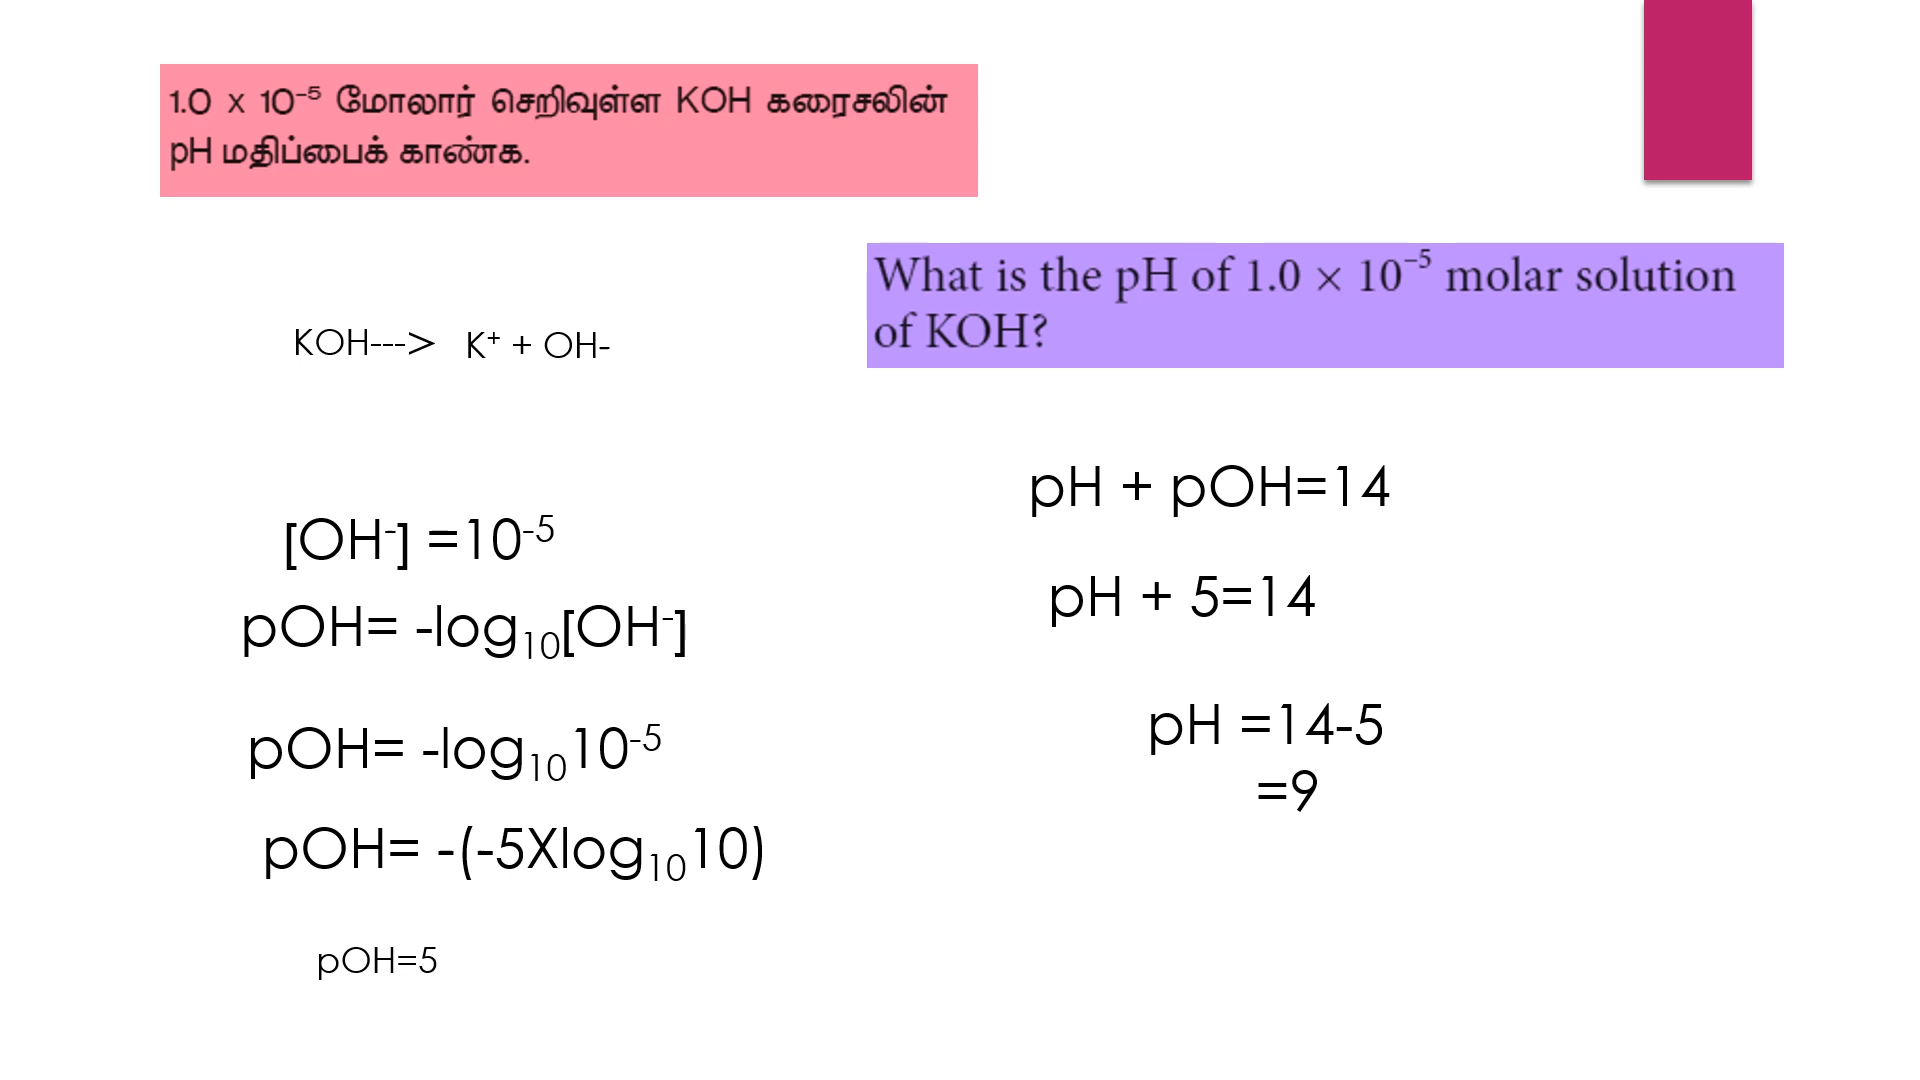 1.0 x 10⁻⁵ மோலார் செறிவுள்ள KOH கரைசலின்
pH மதிப்பைக் காண்க.
What is the pH of 1.0 × 10⁻⁵ molar solution
of KOH?
KOH---> K⁺ + OH-
[OH⁻] =10⁻⁵
pOH= -log₁₀[OH⁻]
pOH= -log₁₀10⁻⁵
pOH= -(-5Xlog₁₀10)
pOH=5
pH + pOH=14
pH + 5=14
pH =14-5
=9